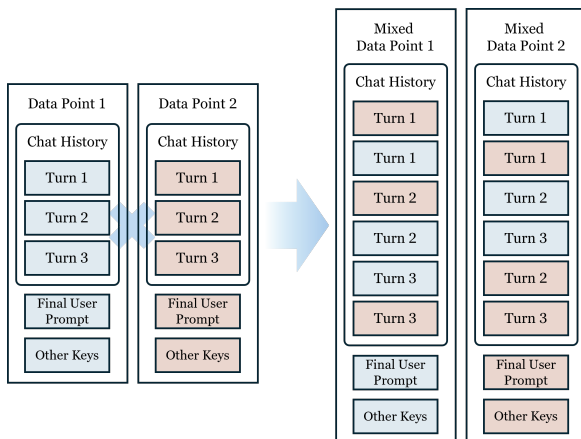 Data Point 1
Chat History
Turn 1
Turn 2
Turn 3
Final User
Prompt
Other Keys
Data Point 2
Chat History
Turn 1
Turn 2
Turn 3
Final User
Prompt
Other Keys
Mixed
Data Point 1
Chat History
Turn 1
Turn 1
Turn 2
Turn 2
Turn 3
Turn 3
Final User
Prompt
Other Keys
Mixed
Data Point 2
Chat History
Turn 1
Turn 1
Turn 2
Turn 3
Turn 2
Turn 3
Final User
Prompt
Other Keys